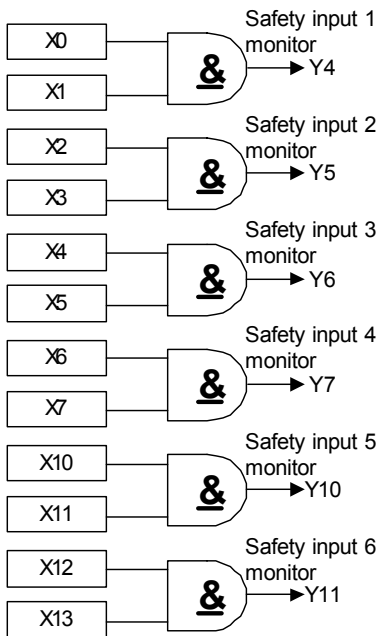 X0
X1
&
Safety input 1
monitor
Y4
X2
X3
&
Safety input 2
monitor
Y5
X4
X5
&
Safety input 3
monitor
Y6
X6
X7
&
Safety input 4
monitor
Y7
X10
X11
&
Safety input 5
monitor
Y10
X12
X13
&
Safety input 6
monitor
Y11